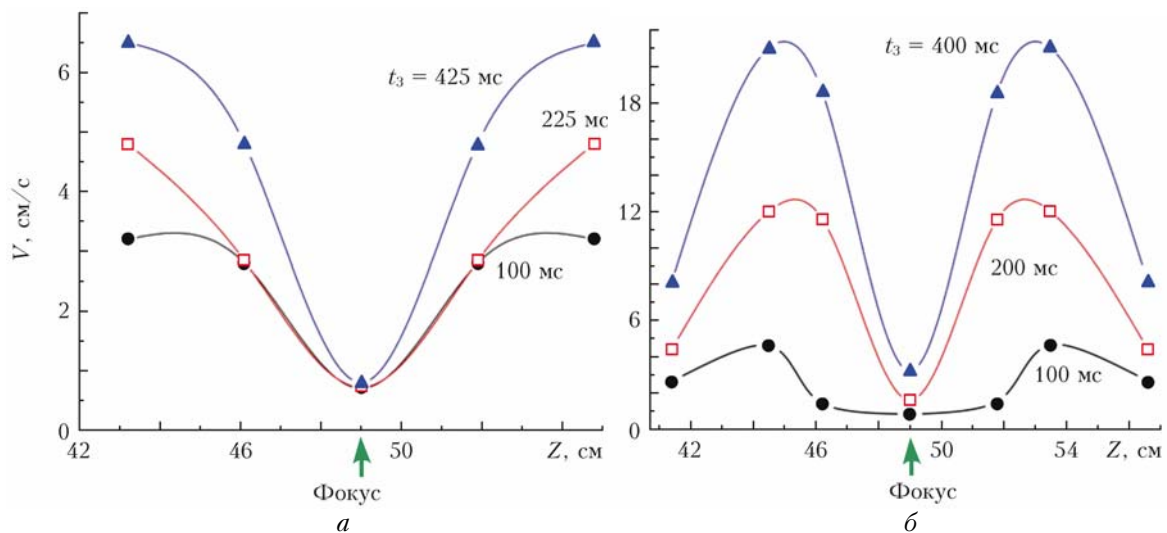 6
4
2
0
V, см/с
t₃ = 425 мс
225 мс
100 мс
42
46
50
Z, см
Фокус
а
18
12
6
0
t₃ = 400 мс
200 мс
100 мс
42
46
50
54
Z, см
Фокус
б